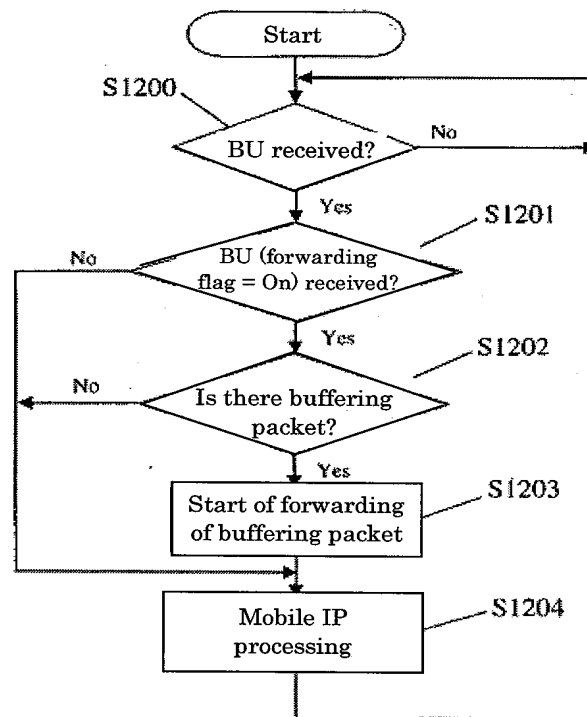 Start
S1200
BU received?
No
Yes
S1201
BU (forwarding
flag = On) received?
No
Yes
S1202
No
Is there buffering
packet?
Yes
S1203
Start of forwarding
of buffering packet
Mobile IP
processing
S1204